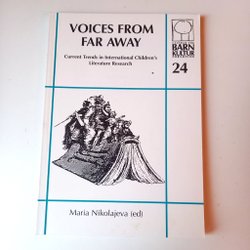 VOICES FROM
FAR AWAY
Current Trends in International Children's
Literature Research
BARN
KULTUR
24
Maria Nikolajeva (ed)